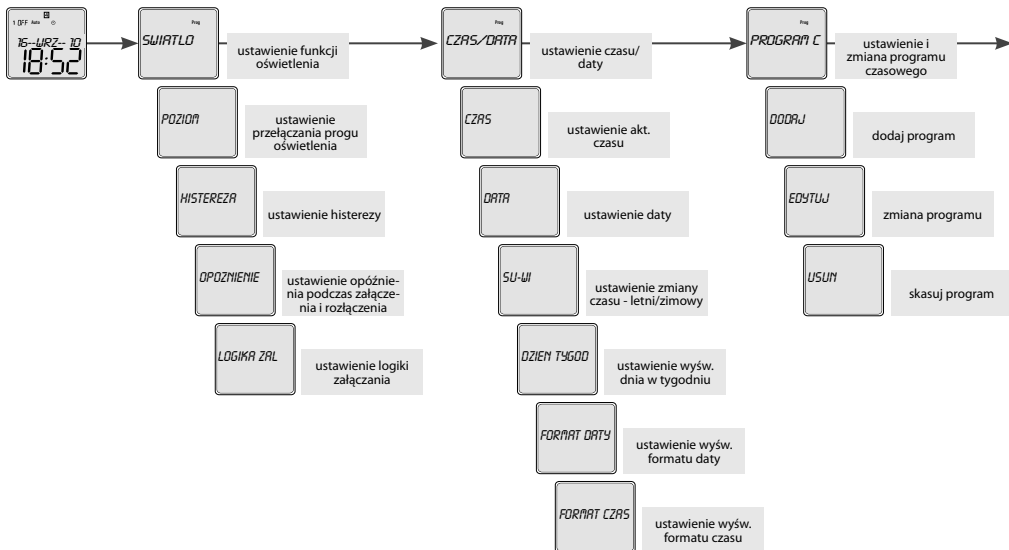 1 OFF Auto
16--WRZ-- 10
18:52
Prog
SWIATLO
ustawienie funkcji
oświetlenia
POZIOM
ustawienie
przełączania progu
oświetlenia
HISTEREZA
ustawienie histerezy
OPOZNIENIE
ustawienie opóźnie-
nia podczas załącze-
nia i rozłączenia
LOGIKA ZAL
ustawienie logiki
załączania
Prog
CZAS/DATA
ustawienie czasu/
daty
CZAS
ustawienie akt.
czasu
DATA
ustawienie daty
SU-WI
ustawienie zmiany
czasu - letni/zimowy
DZIEN TYGOD
ustawienie wyśw.
dnia w tygodniu
FORMAT DATY
ustawienie wyśw.
formatu daty
FORMAT CZAS
ustawienie wyśw.
formatu czasu
Prog
PROGRAM C
ustawienie i
zmiana programu
czasowego
DODAJ
dodaj program
EDYTUJ
zmiana programu
USUN
skasuj program